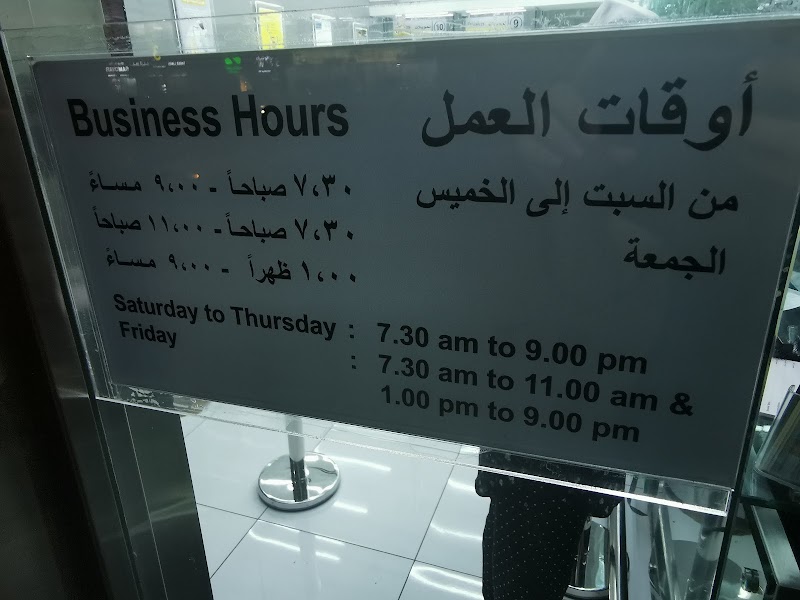 Business Hours
أوقات العمل
من السبت إلى الخميس
٧،٣٠ صباحاً - ٩،٠٠ مساءً
الجمعة
٧،٣٠ صباحاً - ١١،٠٠ صباحاً
١،٠٠ ظهراً - ٩،٠٠ مساءً
Saturday to Thursday : 7.30 am to 9.00 pm
Friday : 7.30 am to 11.00 am &
1.00 pm to 9.00 pm
10
9